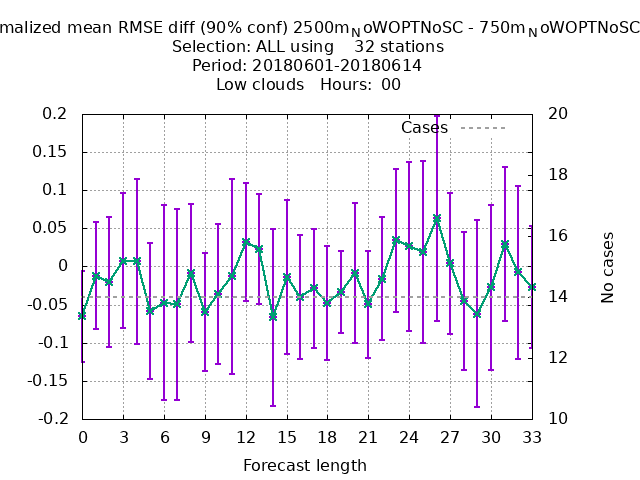 malized mean RMSE diff (90% conf) 2500mNoWOPTNoSC - 750mNoWOPTNoSC
Selection: ALL using 32 stations
Period: 20180601-20180614
Low clouds Hours: 00
Cases
0.2
0.15
0.1
0.05
0
-0.05
-0.1
-0.15
-0.2
20
18
16
14
12
10
No cases
0 3 6 9 12 15 18 21 24 27 30 33
Forecast length